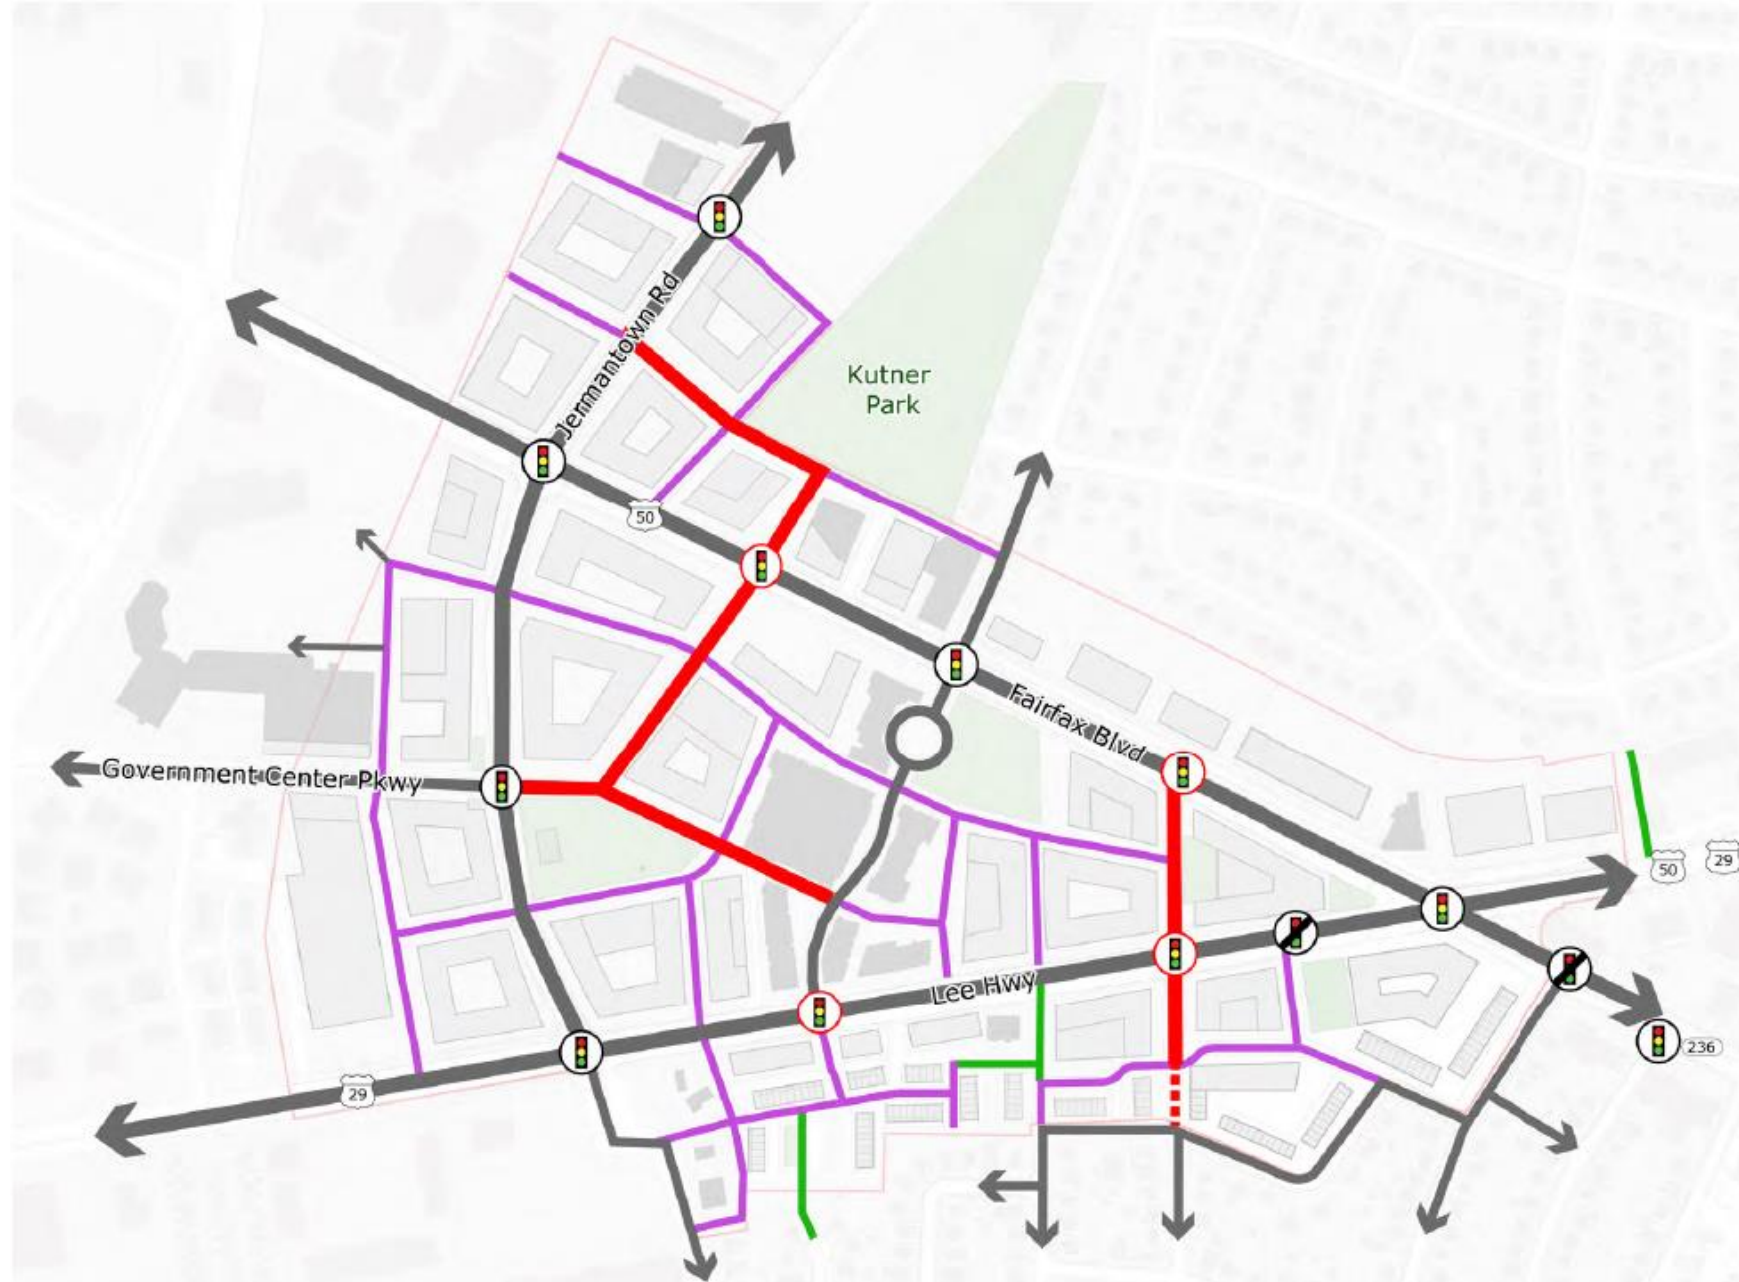 Jermantown Rd
Kutner
Park
50
Fairfax Blvd
Government Center Pkwy
50
29
Lee Hwy
236
29